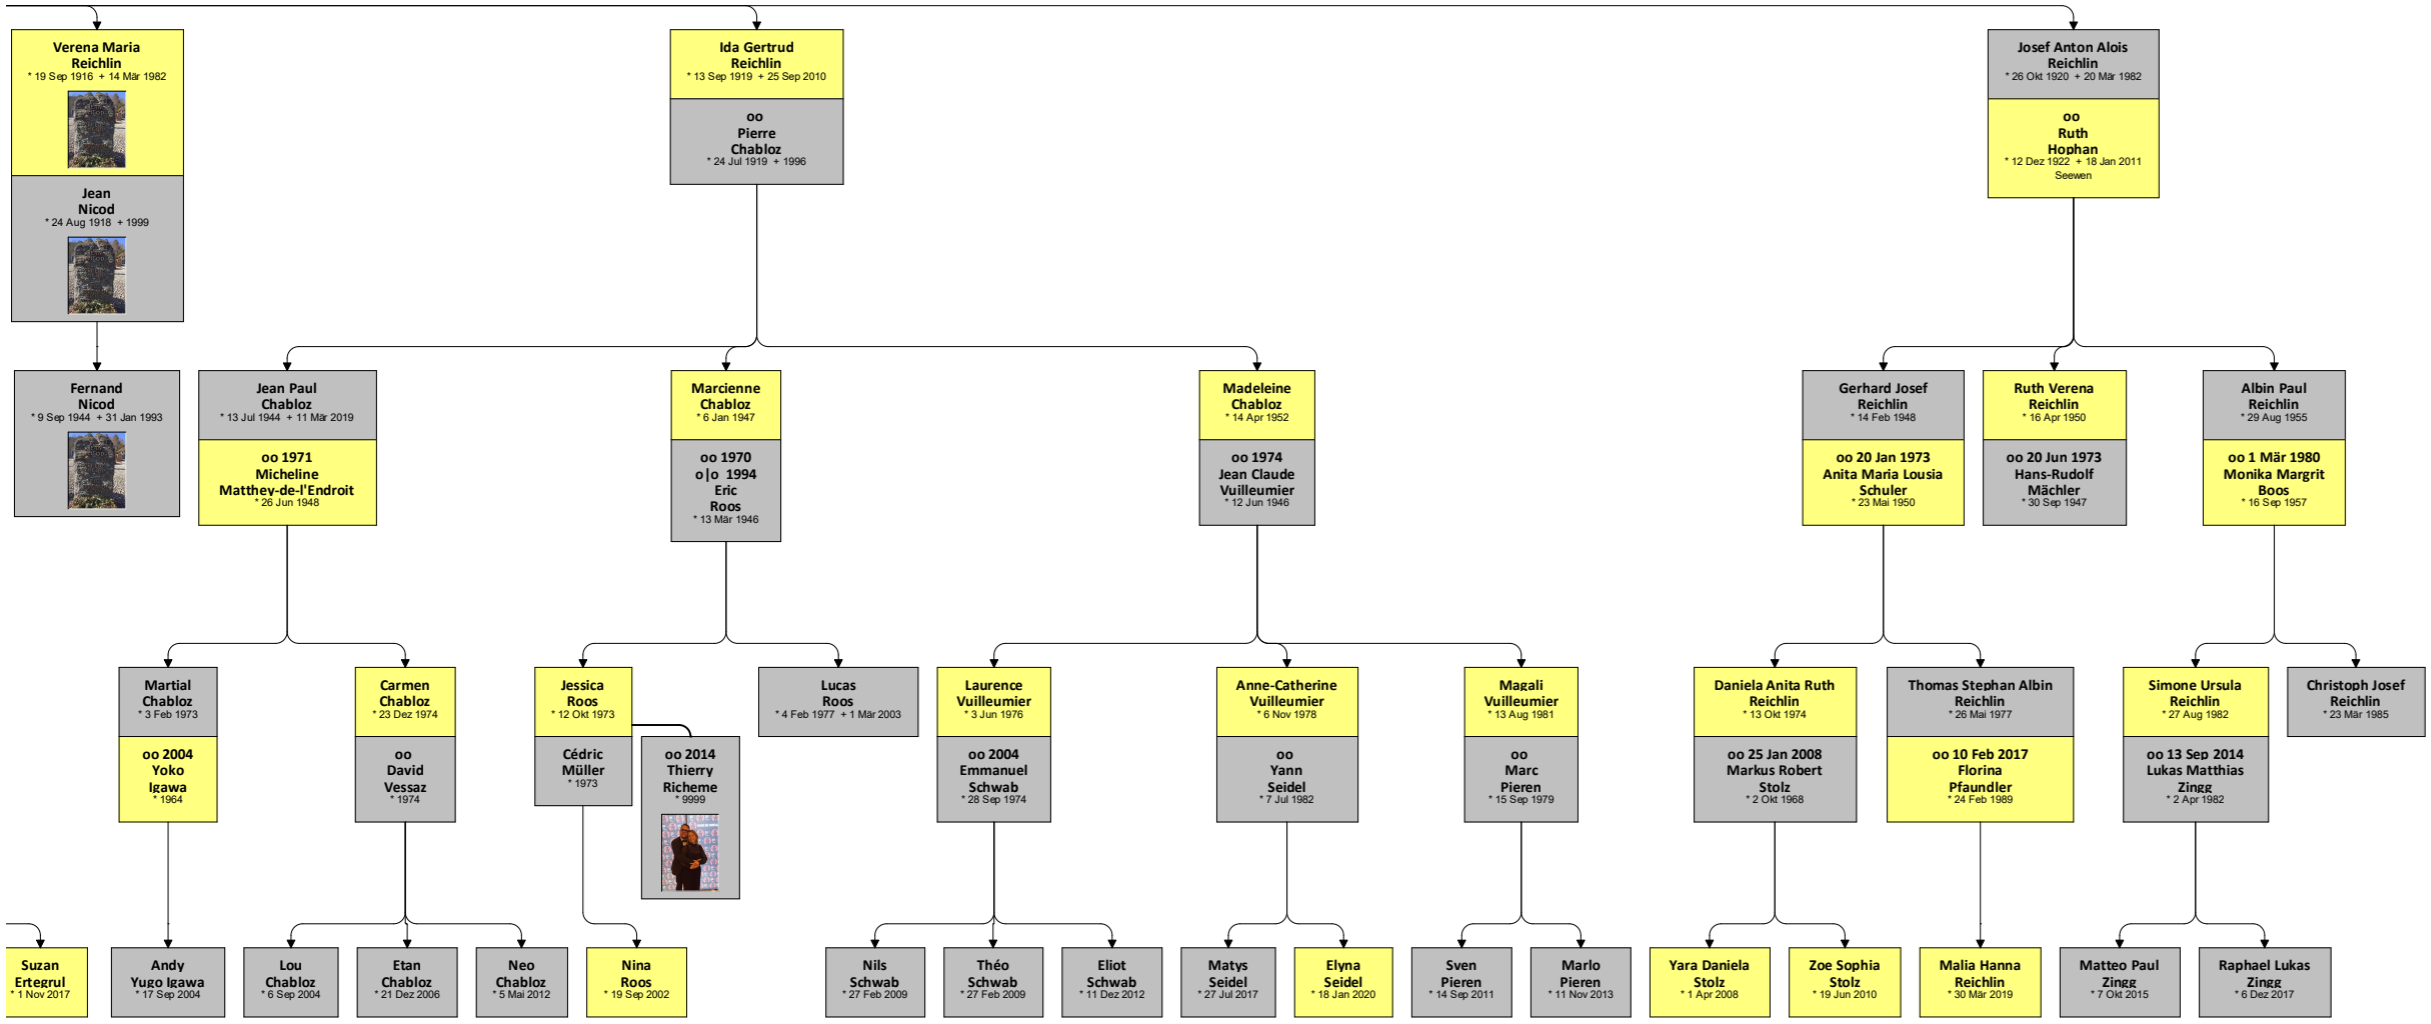 Verena Maria
Reichlin
* 19 Sep 1916 + 14 Mär 1982
Jean
Nicod
* 24 Aug 1918 + 1999
Ida Gertrud
Reichlin
* 13 Sep 1919 + 25 Sep 2010
oo
Pierre
Chabloz
* 24 Jul 1919 + 1996
Josef Anton Alois
Reichlin
* 26 Okt 1920 + 20 Mär 1982
oo
Ruth
Hophan
* 12 Dez 1922 + 18 Jan 2011
Seewen
Fernand
Nicod
* 9 Sep 1944 + 31 Jan 1993
Jean Paul
Chabloz
* 13 Jul 1944 + 11 Mär 2019
oo 1971
Micheline
Matthey-de-l'Endroit
* 26 Jun 1948
Marcienne
Chabloz
* 6 Jan 1947
oo 1970
o|o 1994
Eric
Roos
* 13 Mär 1946
Madeleine
Chabloz
* 14 Apr 1952
oo 1974
Jean Claude
Vuilleumier
* 12 Jun 1946
Gerhard Josef
Reichlin
* 14 Feb 1948
oo 20 Jan 1973
Anita Maria Lousia
Schuler
* 23 Mai 1950
Ruth Verena
Reichlin
* 16 Apr 1950
oo 20 Jun 1973
Hans-Rudolf
Mächler
* 30 Sep 1947
Albin Paul
Reichlin
* 29 Aug 1955
oo 1 Mär 1980
Monika Margrit
Boos
* 16 Sep 1957
Martial
Chabloz
* 3 Feb 1973
oo 2004
Yoko
Igawa
* 1964
Carmen
Chabloz
* 23 Dez 1974
oo
David
Vessaz
* 1974
Jessica
Roos
* 12 Okt 1973
Cédric
Müller
* 1973
oo 2014
Thierry
Richeme
* 9999
Lucas
Roos
* 4 Feb 1977 + 1 Mär 2003
Laurence
Vuilleumier
* 3 Jun 1976
oo 2004
Emmanuel
Schwab
* 28 Sep 1974
Anne-Catherine
Vuilleumier
* 6 Nov 1978
oo
Yann
Seidel
* 7 Jul 1982
Magali
Vuilleumier
* 13 Aug 1981
oo
Marc
Pieren
* 15 Sep 1979
Daniela Anita Ruth
Reichlin
* 13 Okt 1974
oo 25 Jan 2008
Markus Robert
Stolz
* 2 Okt 1968
Thomas Stephan Albin
Reichlin
* 26 Mai 1977
oo 10 Feb 2017
Florina
Pfaundler
* 24 Feb 1989
Simone Ursula
Reichlin
* 27 Aug 1982
oo 13 Sep 2014
Lukas Matthias
Zingg
* 2 Apr 1982
Christoph Josef
Reichlin
* 23 Mär 1985
Suzan
Ertegrul
* 1 Nov 2017
Andy
Yugo Igawa
* 17 Sep 2004
Lou
Chabloz
* 6 Sep 2004
Etan
Chabloz
* 21 Dez 2006
Neo
Chabloz
* 5 Mai 2012
Nina
Roos
* 19 Sep 2002
Nils
Schwab
* 27 Feb 2009
Théo
Schwab
* 27 Feb 2009
Eliot
Schwab
* 11 Dez 2012
Matys
Seidel
* 27 Jul 2017
Elyna
Seidel
* 18 Jan 2020
Sven
Pieren
* 14 Sep 2011
Marlo
Pieren
* 11 Nov 2013
Yara Daniela
Stolz
* 1 Apr 2008
Zoe Sophia
Stolz
* 19 Jun 2010
Malia Hanna
Reichlin
* 30 Mär 2019
Matteo Paul
Zingg
* 7 Okt 2015
Raphael Lukas
Zingg
* 6 Dez 2017